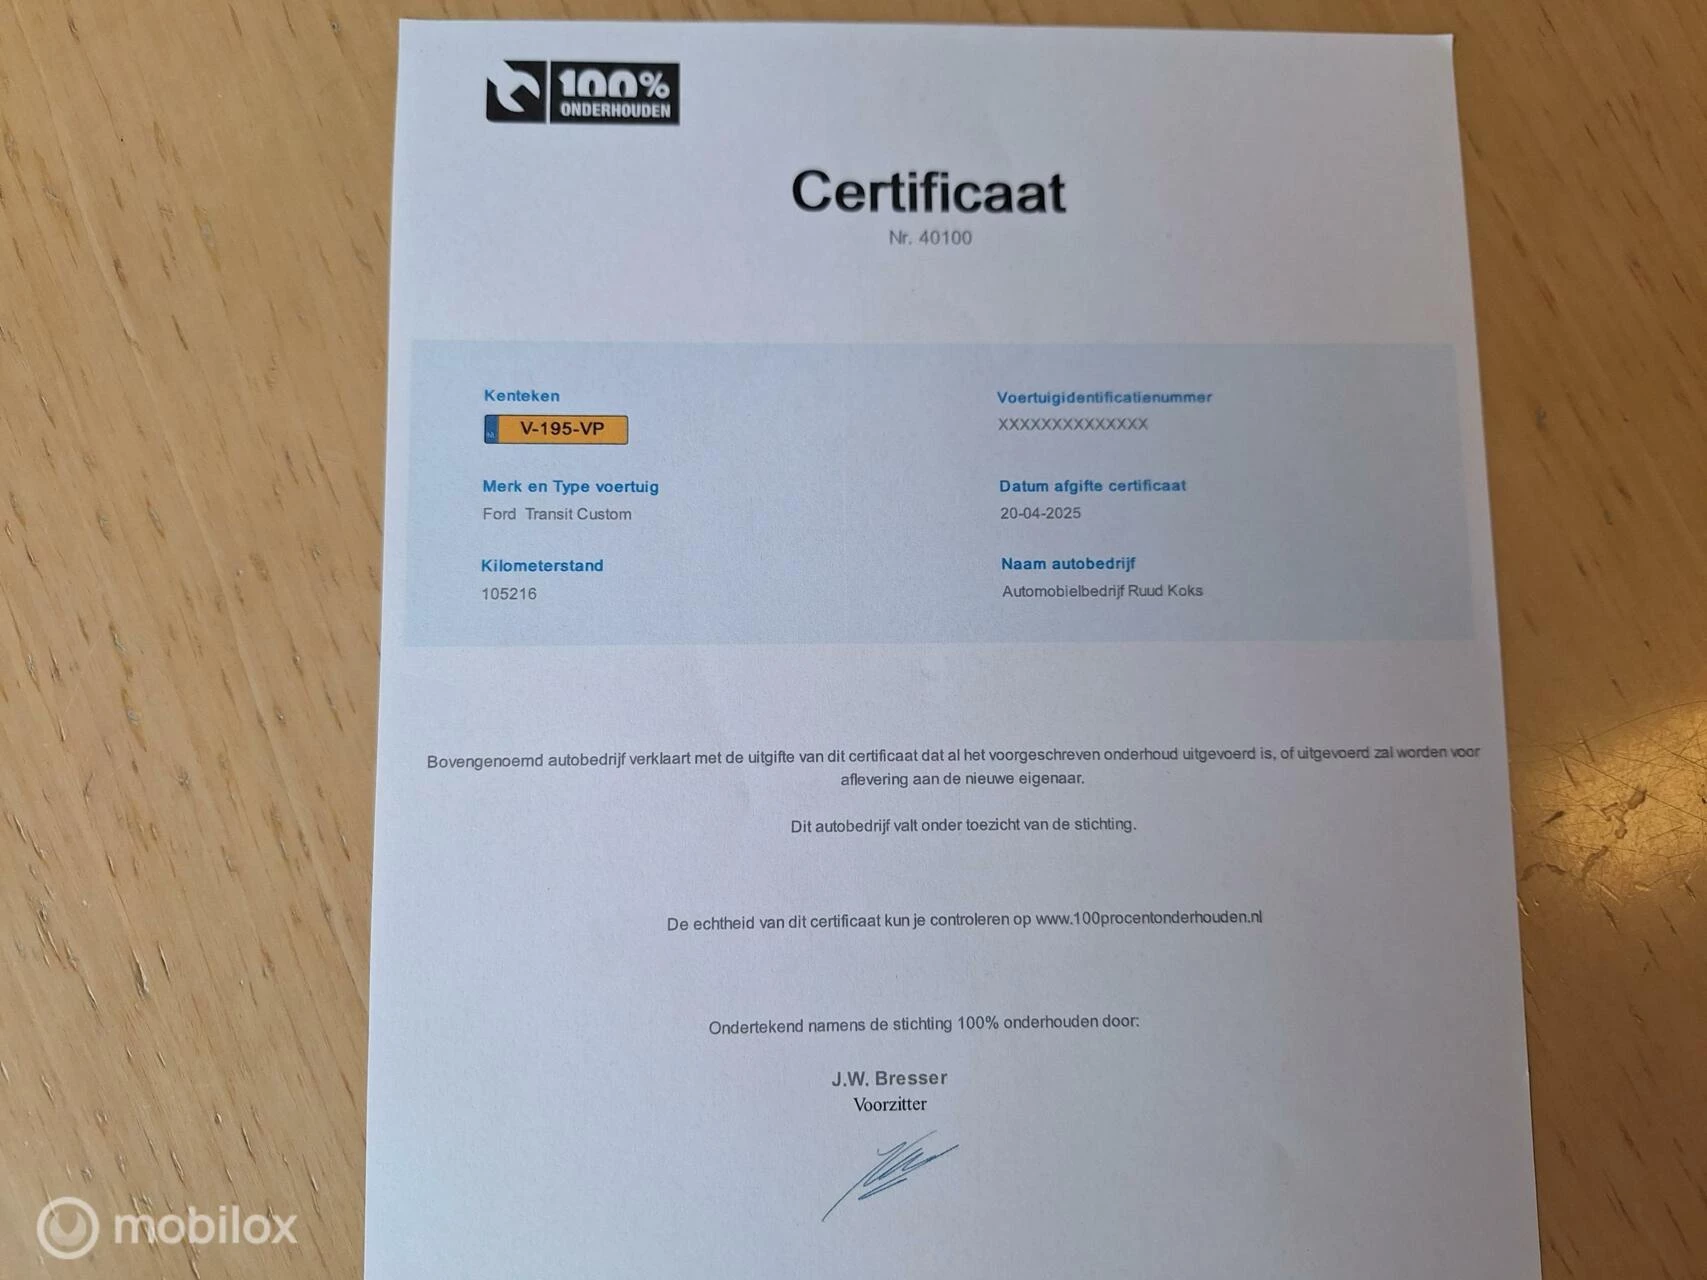 100%
ONDERHOUDEN
Certificaat
Nr. 40100
Kenteken
NL V-195-VP
Merk en Type voertuig
Ford Transit Custom
Kilometerstand
105216
Voertuigidentificatienummer
XXXXXXXXXXXXXX
Datum afgifte certificaat
20-04-2025
Naam autobedrijf
Automobielbedrijf Ruud Koks
Bovengenoemd autobedrijf verklaart met de uitgifte van dit certificaat dat al het voorgeschreven onderhoud uitgevoerd is, of uitgevoerd zal worden voor
aflevering aan de nieuwe eigenaar.
Dit autobedrijf valt onder toezicht van de stichting.
De echtheid van dit certificaat kun je controleren op www.100procentonderhouden.nl
Ondertekend namens de stichting 100% onderhouden door:
J.W. Bresser
Voorzitter
mobilox